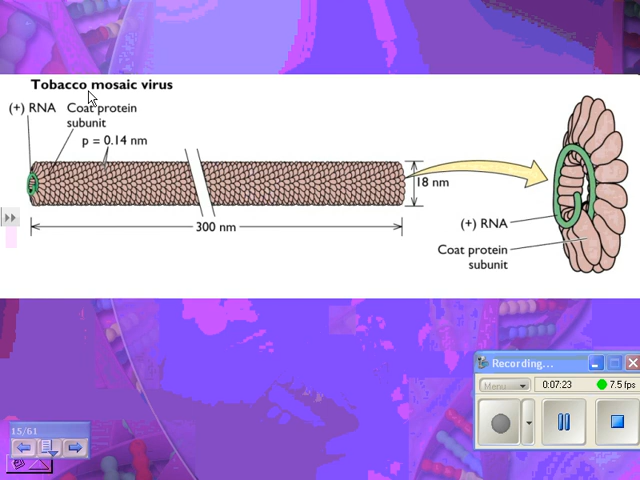 Tobacco mosaic virus
(+) RNA Coat protein
subunit
p = 0.14 nm
18 nm
300 nm
(+) RNA
Coat protein
subunit
Recording...
Menu 0:07:23 7.5 fps
15/61